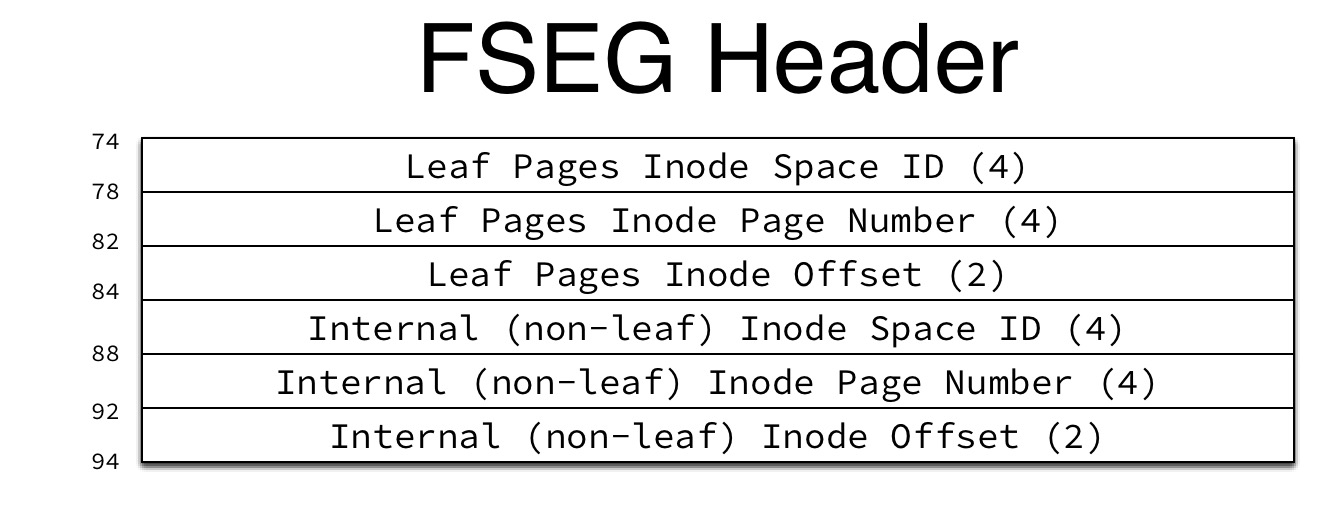 FSEG Header
74
Leaf Pages Inode Space ID (4)
78
Leaf Pages Inode Page Number (4)
82
Leaf Pages Inode Offset (2)
84
Internal (non-leaf) Inode Space ID (4)
88
Internal (non-leaf) Inode Page Number (4)
92
Internal (non-leaf) Inode Offset (2)
94